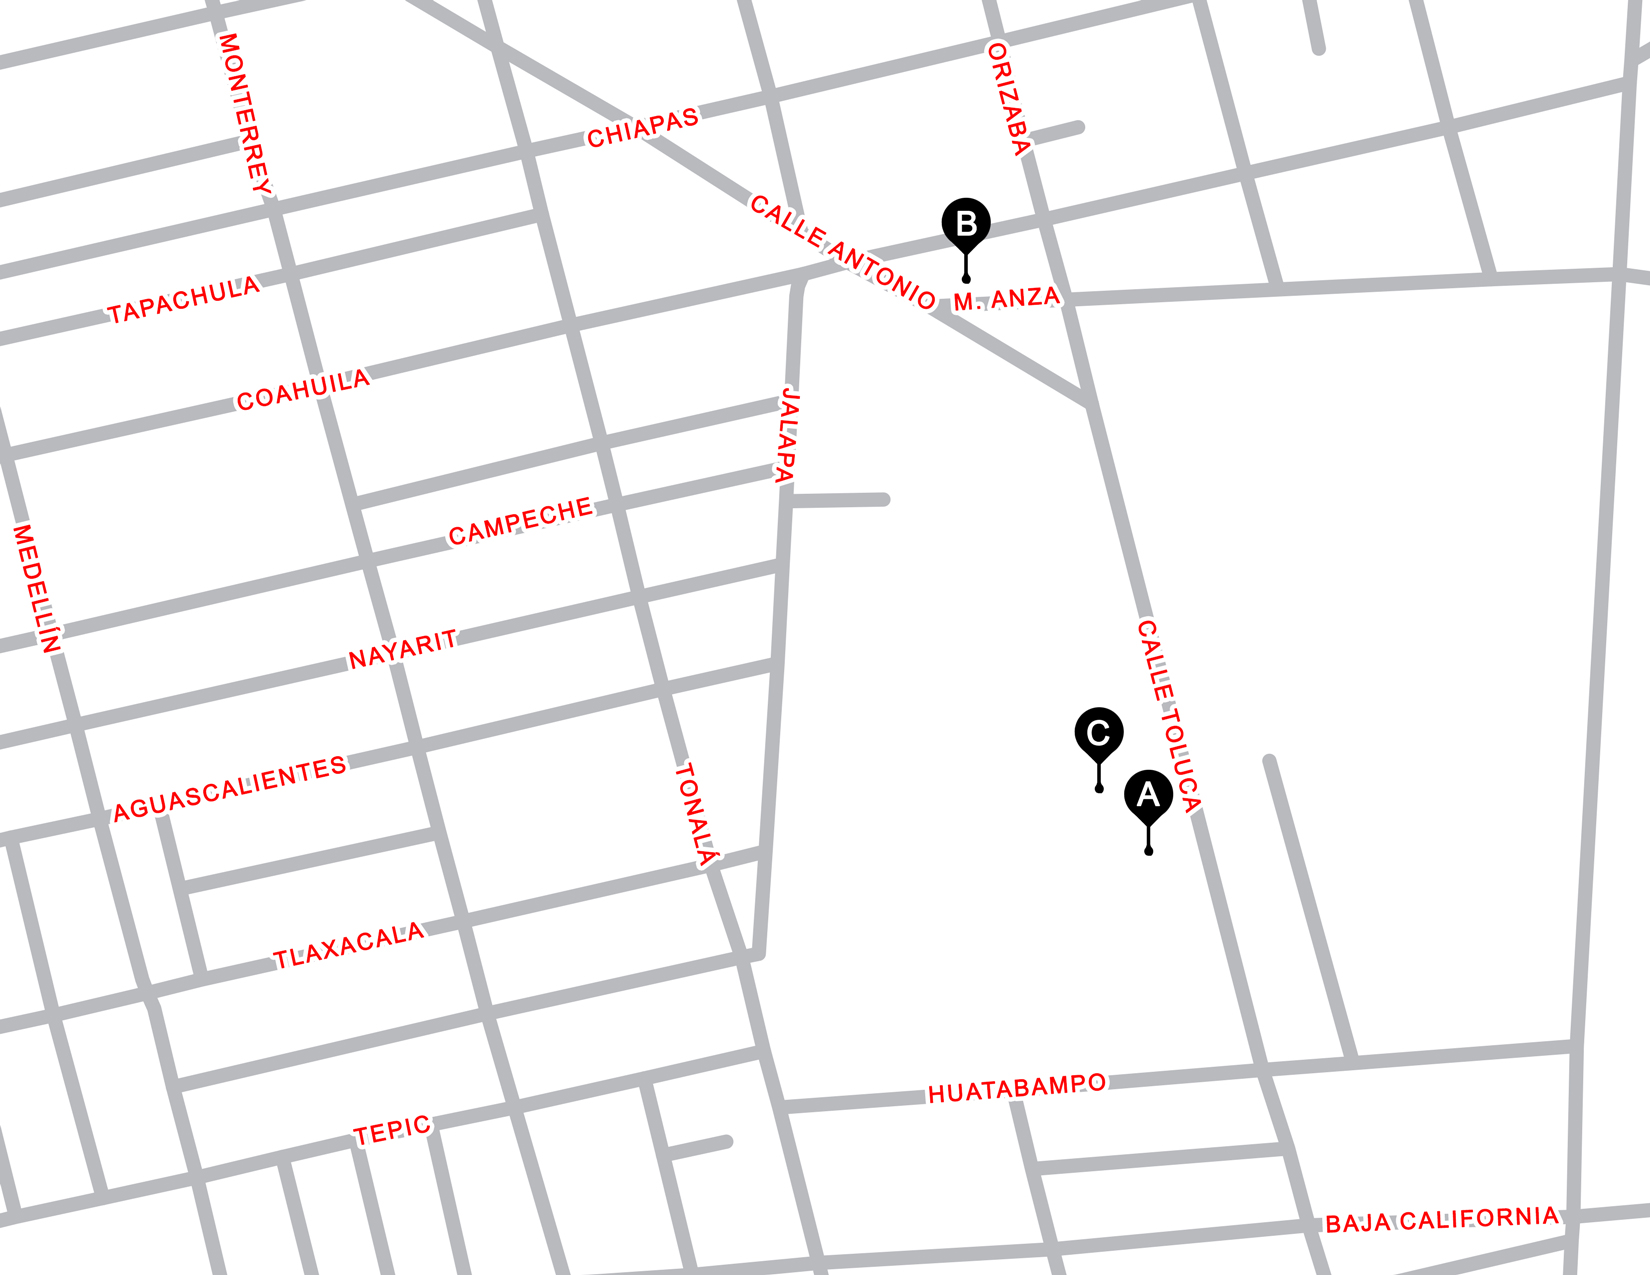 MONTERREY
ORIZABA
CHIAPAS
CALLE ANTONIO
B
M. ANZA
TAPACHULA
COAHUILA
JALAPA
CAMPECHE
MEDELLÍN
NAYARIT
CALLE TOLUCA
C
A
AGUASCALIENTES
TONALÁ
TLAXACALA
HUATABAMPO
TEPIC
BAJA CALIFORNIA